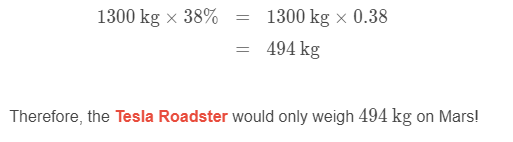 1300 kg × 38% = 1300 kg × 0.38
= 494 kg
Therefore, the Tesla Roadster would only weigh 494 kg on Mars!